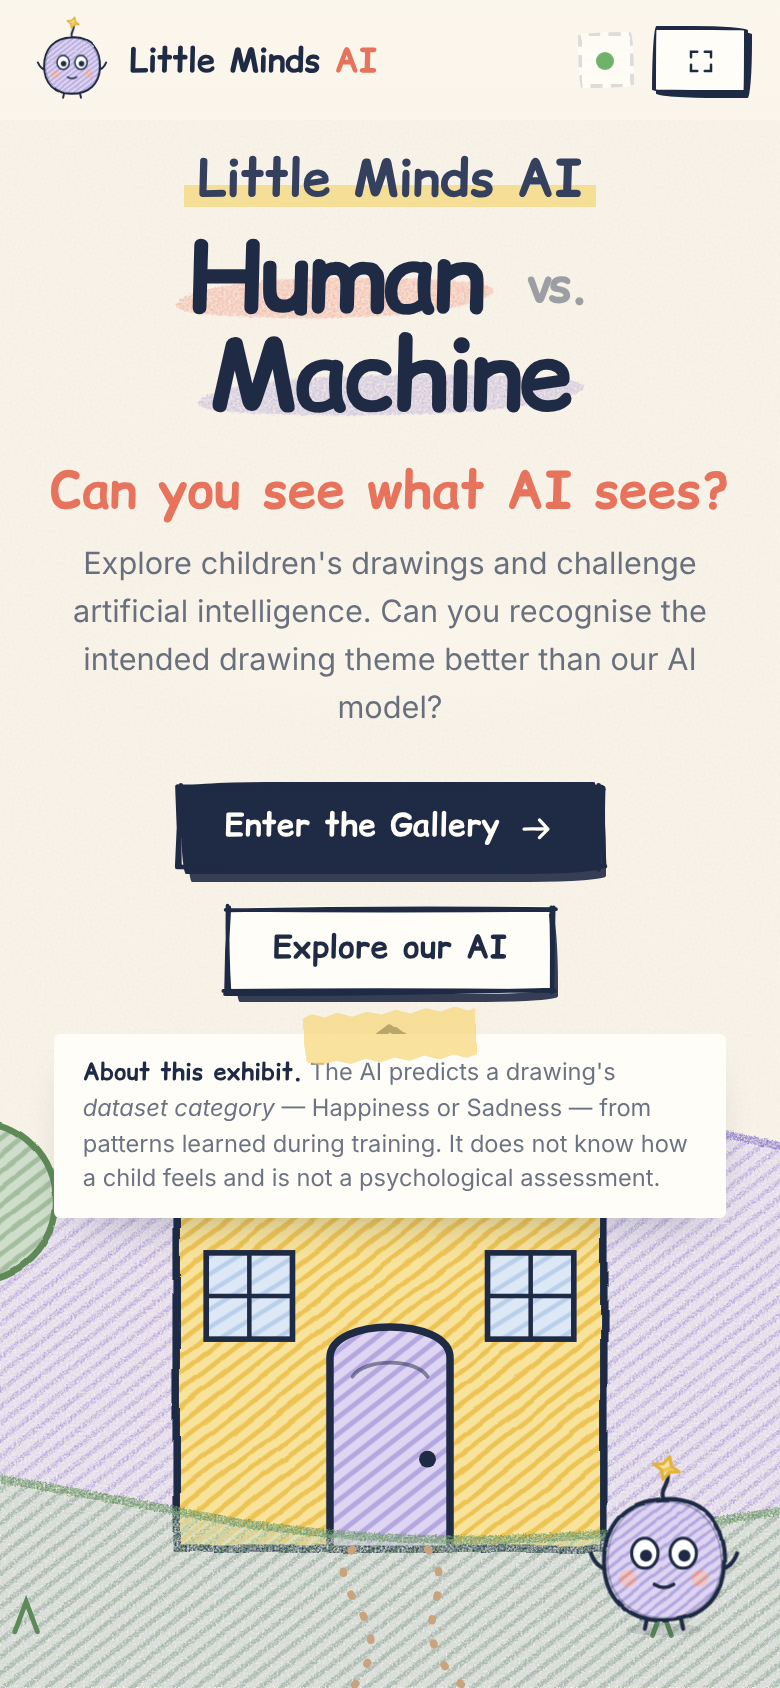 Little Minds AI
Little Minds AI
Human vs.
Machine
Can you see what AI sees?
Explore children's drawings and challenge
artificial intelligence. Can you recognise the
intended drawing theme better than our AI
model?
Enter the Gallery →
Explore our AI
About this exhibit. The AI predicts a drawing's
dataset category — Happiness or Sadness — from
patterns learned during training. It does not know how
a child feels and is not a psychological assessment.